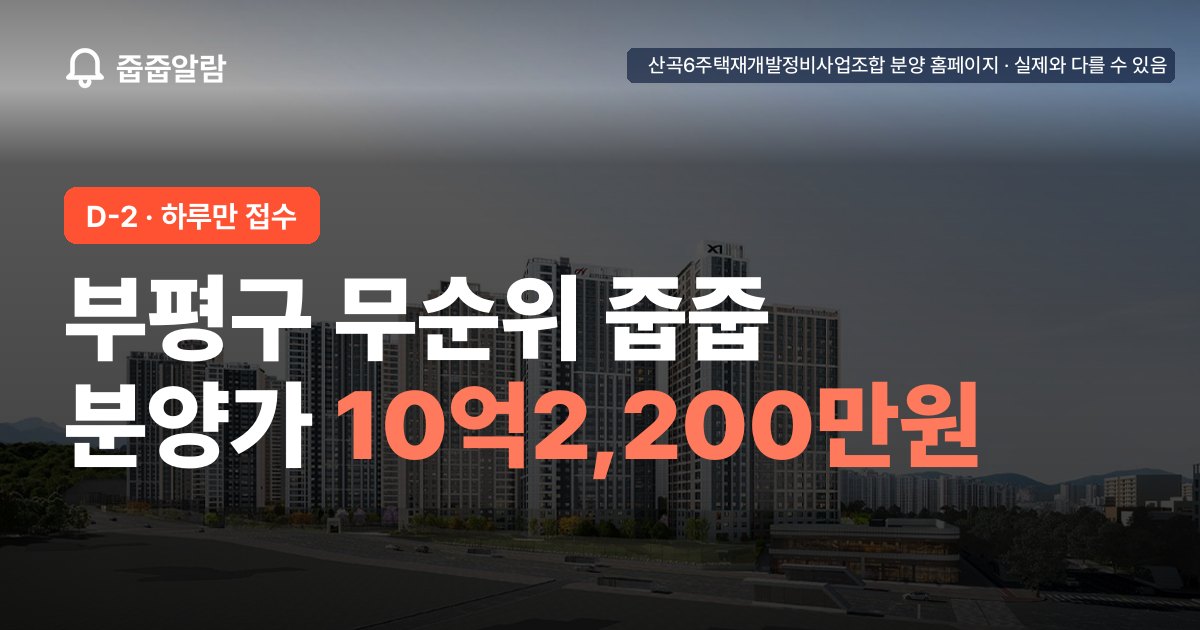 줍줍알람
산곡6주택재개발정비사업조합 분양 홈페이지 · 실제와 다를 수 있음
D-2 · 하루만 접수
부평구 무순위 줍줍
분양가 10억2,200만원
XI